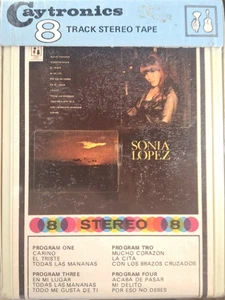 Caytronics
8 TRACK STEREO TAPE
SONIA
LOPEZ
8 STEREO 8
PROGRAM ONE
CARINO
EL TRISTE
TODAS LAS MANANAS
PROGRAM TWO
MUCHO CORAZON
LA CITA
CON LOS BRAZOS CRUZADOS
PROGRAM THREE
EN MI LUGAR
TODAS LAS MANANAS
TODO ME GUSTA DE TI
PROGRAM FOUR
ACABA DE PASAR
MI DELITO
POR ESO NO DEBES